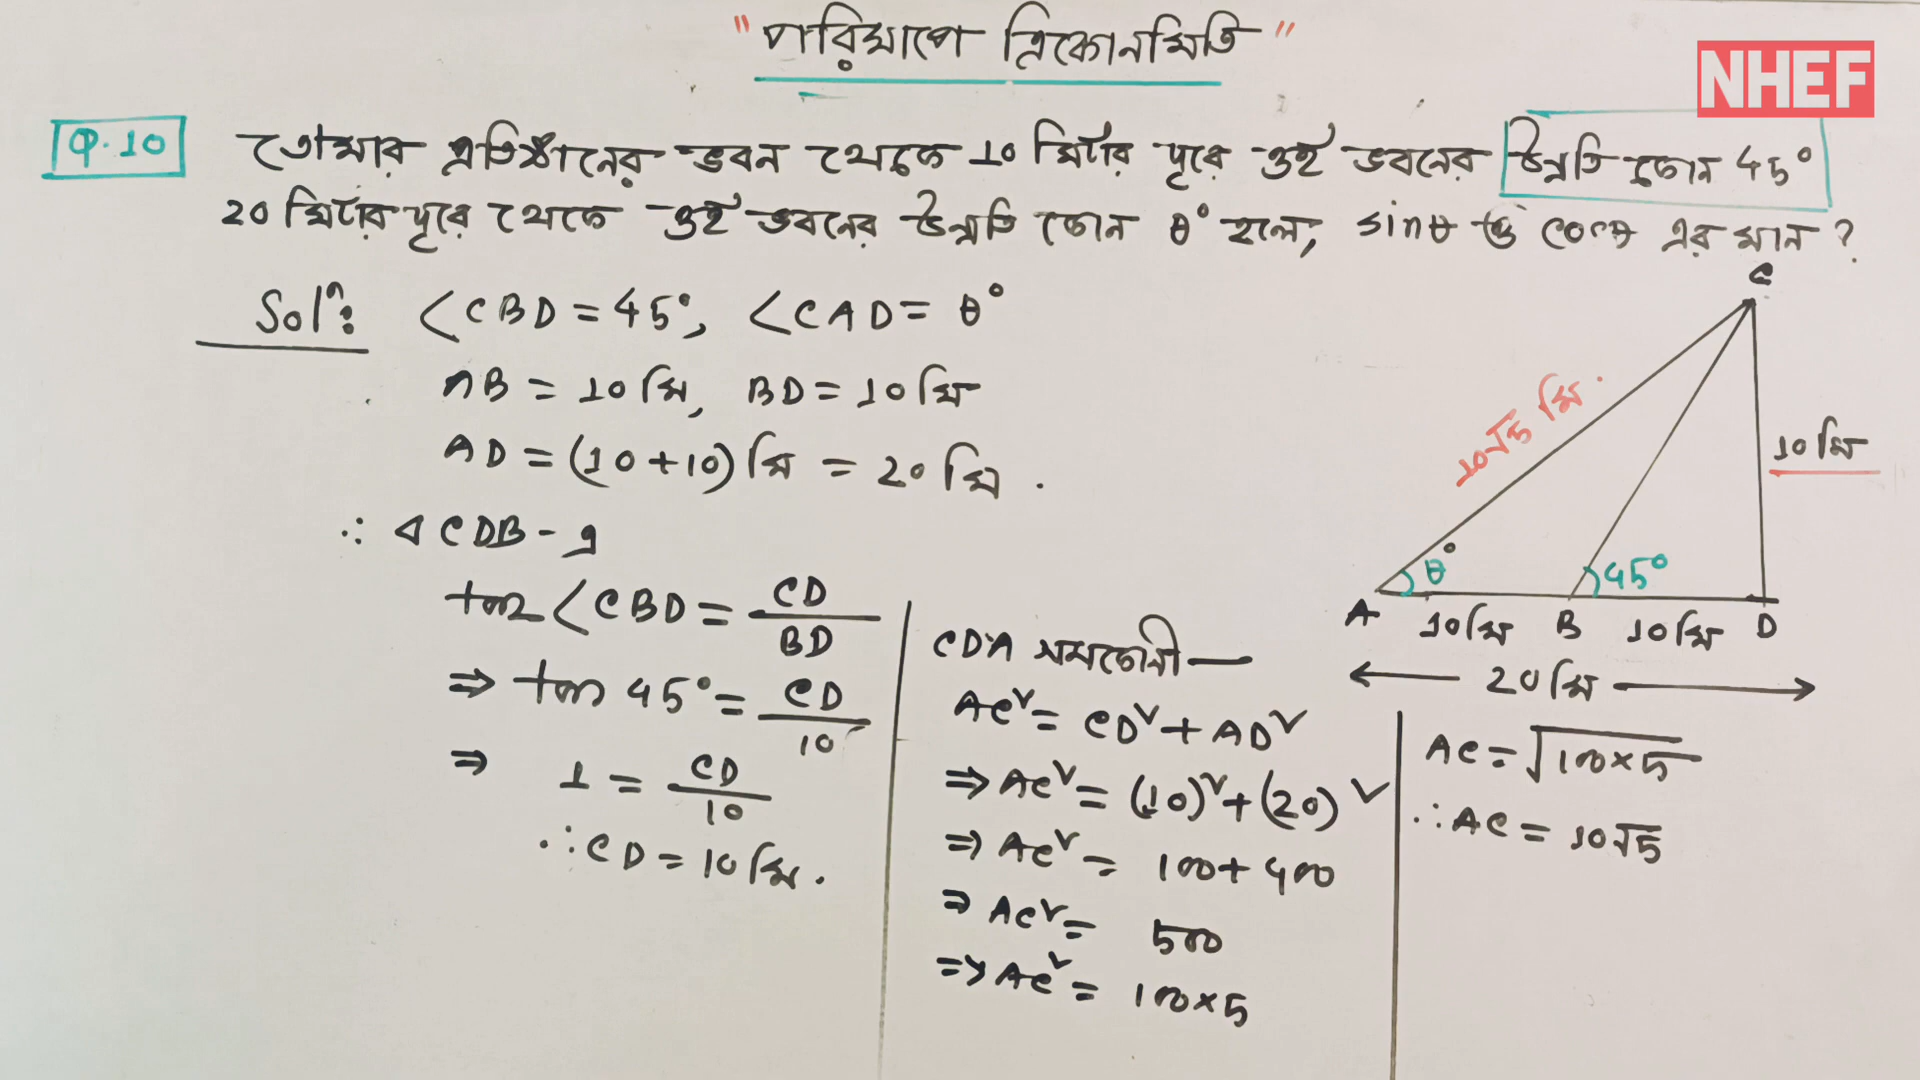 "পরিমাপে ত্রিকোনমিতি"
NHEF
Q.10 তোমার প্রতিষ্ঠানের ভবন থেকে 10 মিটার দূরে ওই ভবনের উন্নতি কোন 45°
20 মিটার দূরে থেকে ওই ভবনের উন্নতি কোন θ° হলে, sinθ ও cosθ এর মান?
Solⁿ: <CBD = 45°, <CAD = θ°
AB = 10 মি, BD = 10 মি
AD = (10+10) মি = 20 মি.
∴ ∆CDB-এ
tan <CBD = CD/BD
⇒ tan 45° = CD/10
⇒ 1 = CD/10
∴ CD = 10 মি.
CDA সমকোনী—
AC² = CD² + AD²
⇒ AC² = (10)² + (20)²
⇒ AC² = 100 + 400
⇒ AC² = 500
⇒ AC² = 100×5
AC = √100×5
∴ AC = 10√5
C
10√5 মি.
10 মি
θ°
45°
A 10 মি B 10 মি D
20 মি